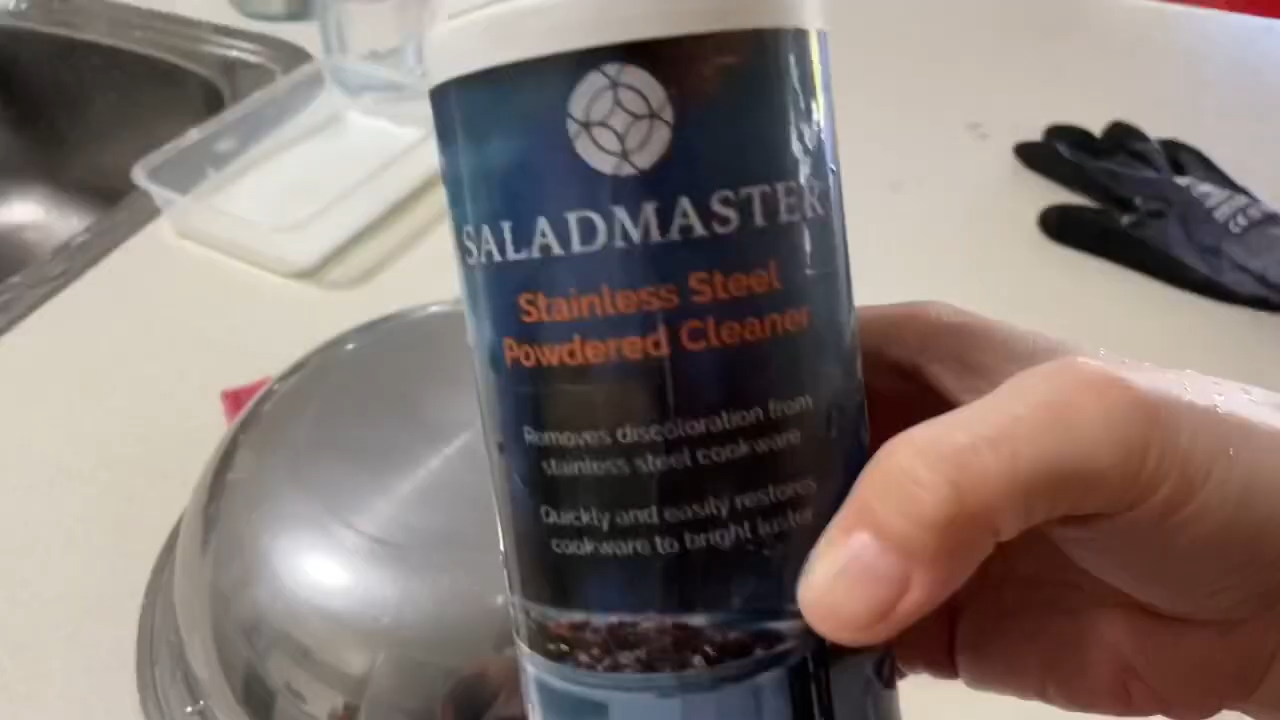 SALADMASTER
Stainless Steel
Powdered Cleaner
Removes discoloration from
stainless steel cookware
Quickly and easily restores
cookware to bright luster